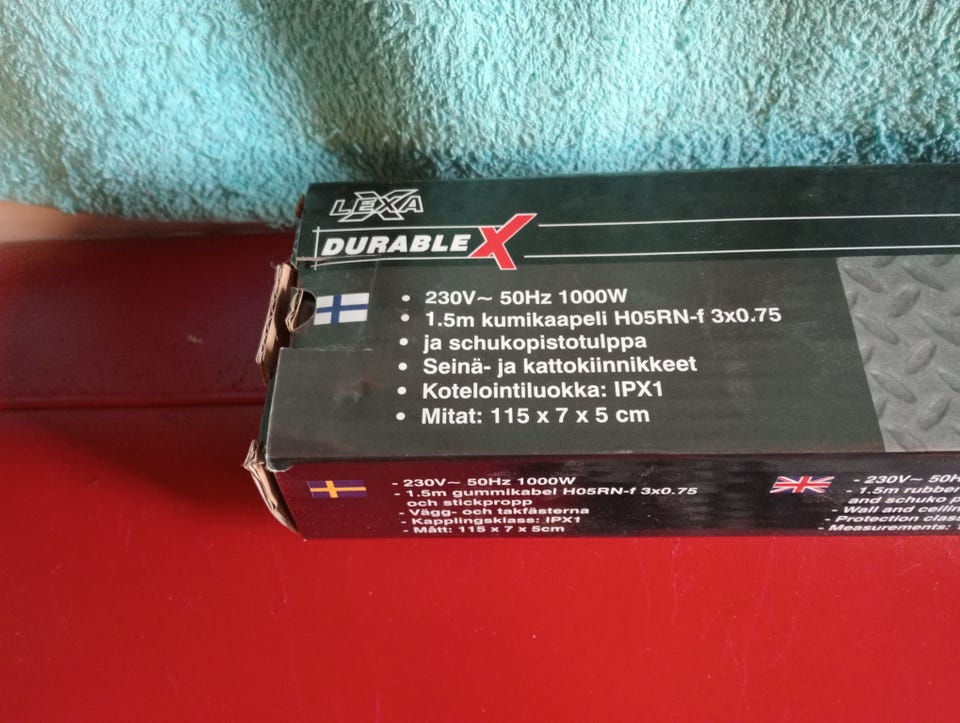 LEXA
DURABLE X
• 230V~ 50Hz 1000W
• 1.5m kumikaapeli H05RN-f 3x0.75
• ja schukopistotulppa
• Seinä- ja kattokiinnikkeet
• Kotelointiluokka: IPX1
• Mitat: 115 x 7 x 5 cm
- 230V~ 50Hz 1000W
- 1.5m gummikabel H05RN-f 3x0.75
och stickpropp
- Vägg- och takfästerna
- Kapplingsklass: IPX1
- Mått: 115 x 7 x 5cm
- 230V~ 50H
- 1.5m rubber
and schuko
- Wall and ceilin
- Protection class
- Measurements: